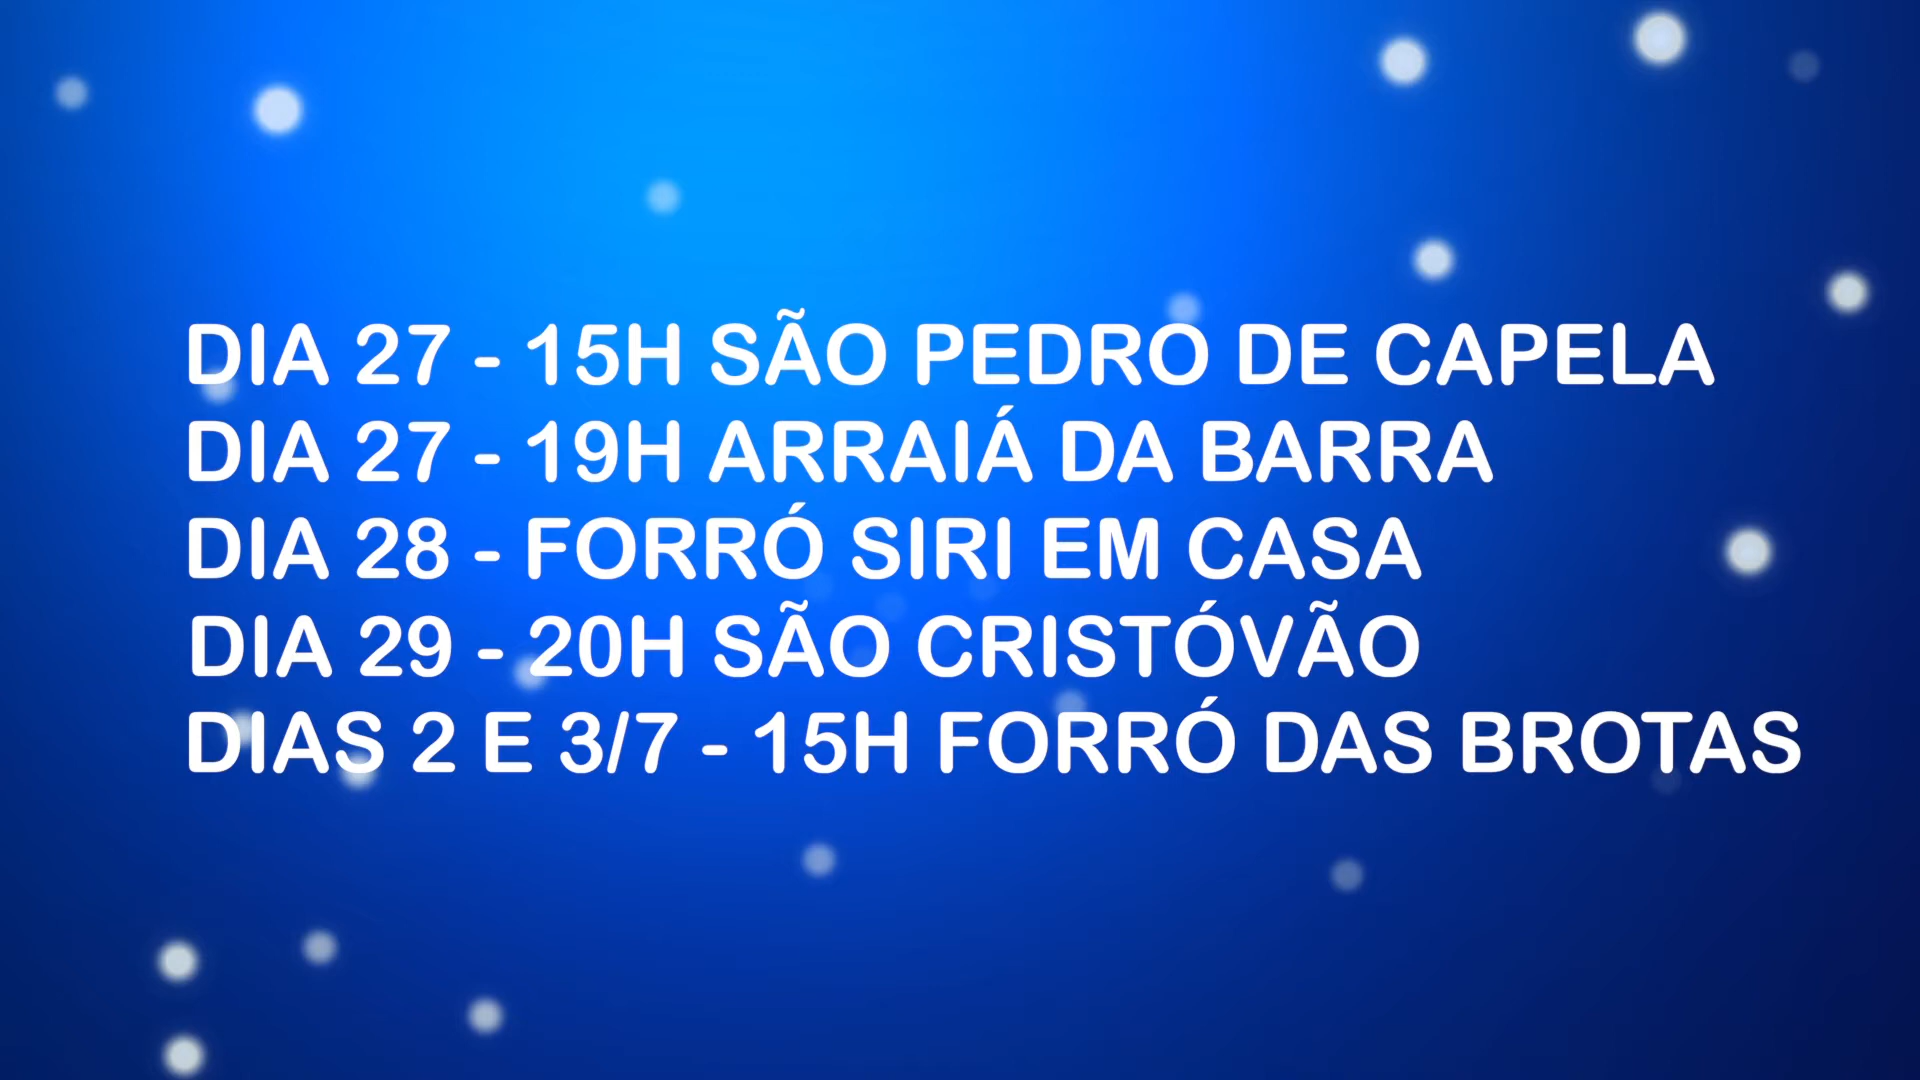 DIA 27 - 15H SÃO PEDRO DE CAPELA
DIA 27 - 19H ARRAIÁ DA BARRA
DIA 28 - FORRÓ SIRI EM CASA
DIA 29 - 20H SÃO CRISTÓVÃO
DIAS 2 E 3/7 - 15H FORRÓ DAS BROTAS